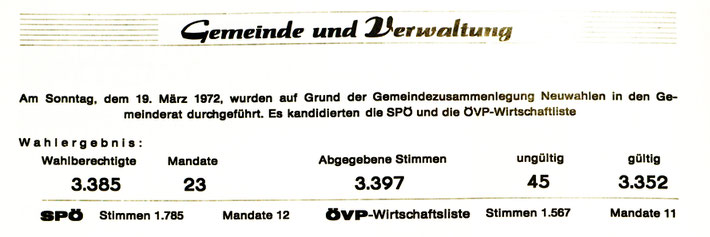 Gemeinde und Verwaltung
Am Sonntag, dem 19. März 1972, wurden auf Grund der Gemeindezusammenlegung Neuwahlen in den Ge-
meinderat durchgeführt. Es kandidierten die SPÖ und die ÖVP-Wirtschaftliste
Wahlergebnis:
Wahlberechtigte Mandate Abgegebene Stimmen ungültig gültig
3.385 23 3.397 45 3.352
SPÖ Stimmen 1.785 Mandate 12 ÖVP-Wirtschaftsliste Stimmen 1.567 Mandate 11